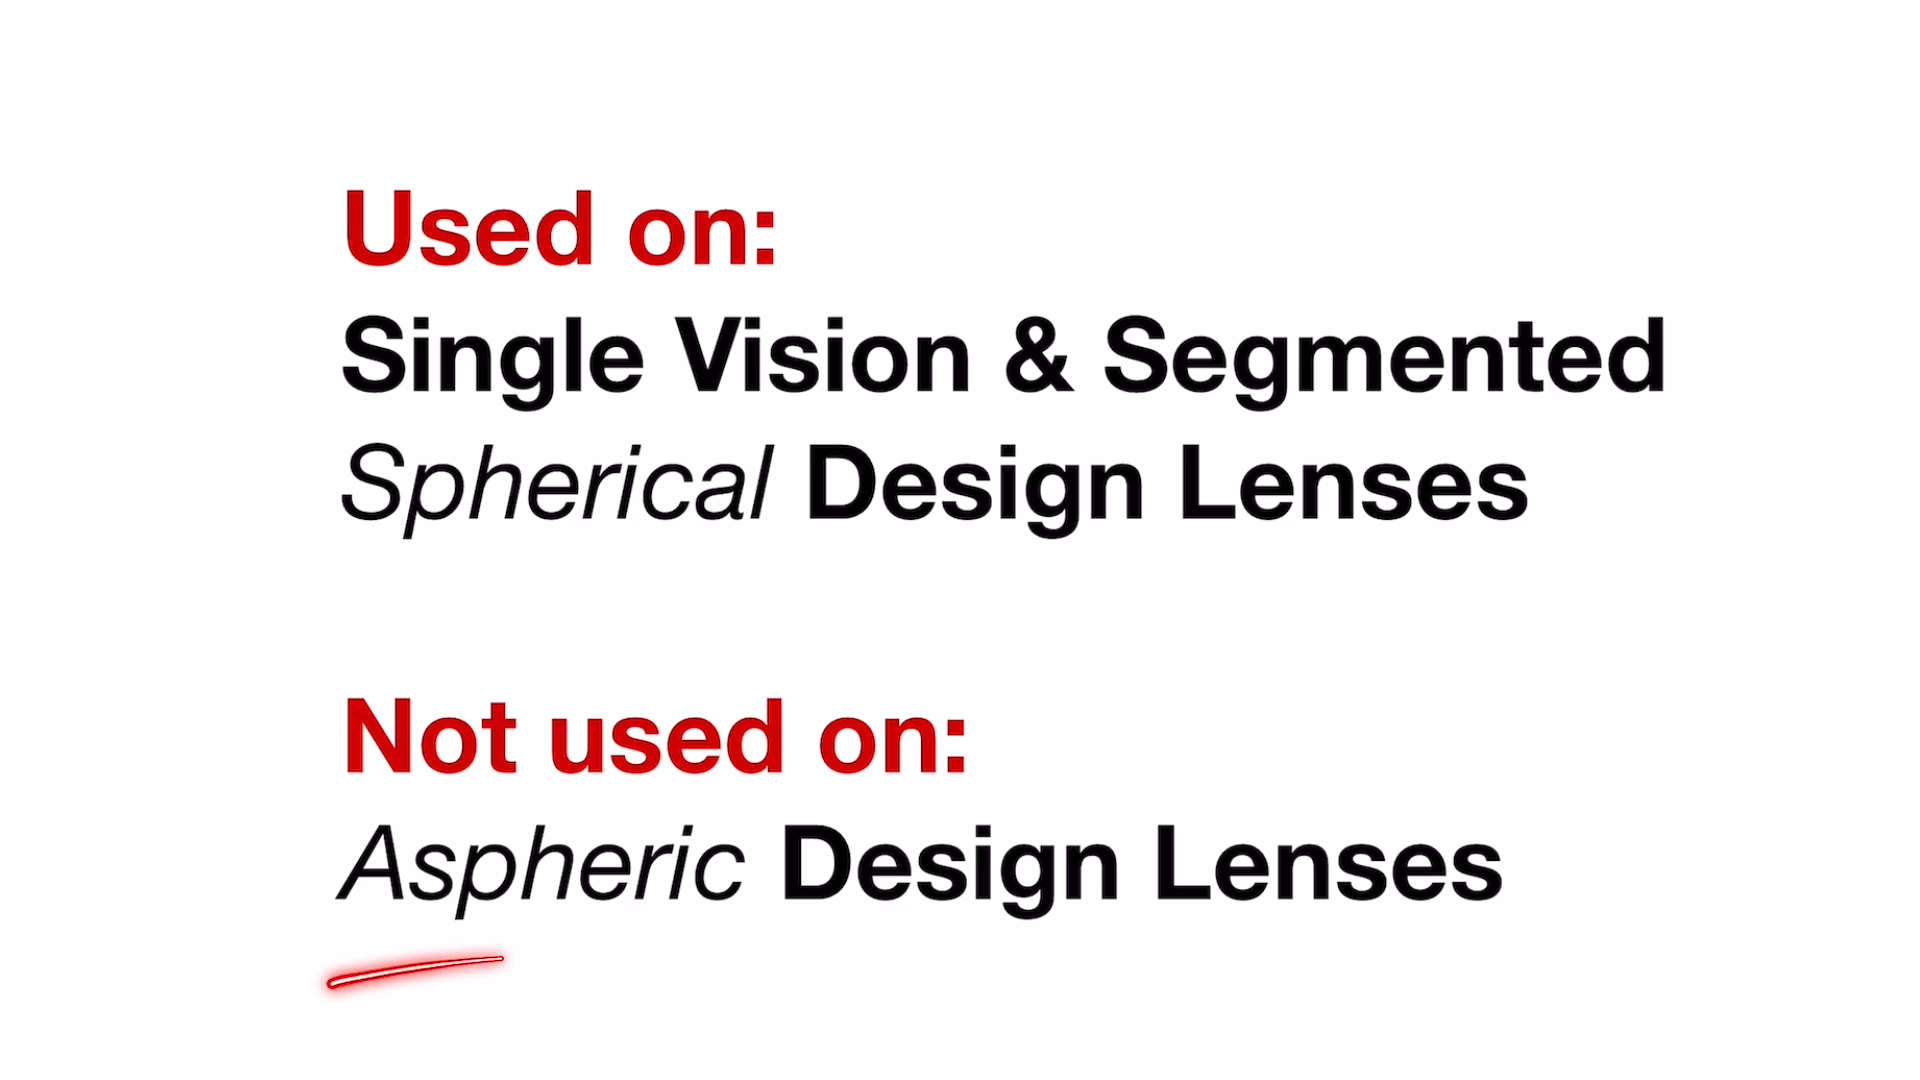 Used on:
Single Vision & Segmented
Spherical Design Lenses
Not used on:
Aspheric Design Lenses